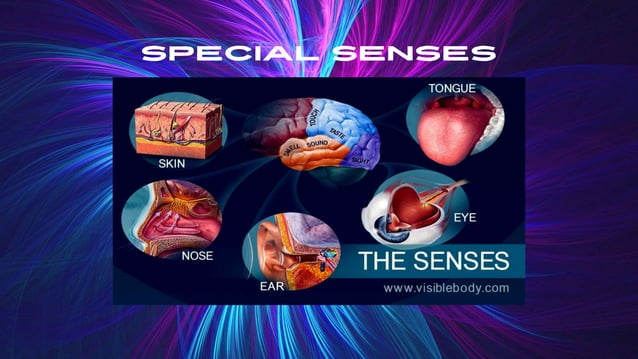 SPECIAL SENSES
TONGUE
SKIN
TOUCH
TASTE
SMELL
SOUND
SIGHT
NOSE
EYE
EAR
THE SENSES
www.visiblebody.com